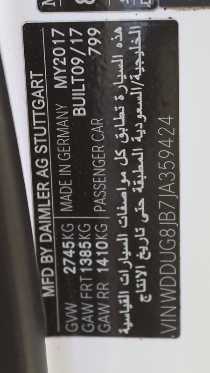 MFD BY DAIMLER AG STUTTGART
MADE IN GERMANY MY2017
BUILT09/17
GVW 2745KG PASSENGER CAR 799
GAW FRT1385KG
GAW RR 1410KG
هذه السيارة تطابق كل مواصفات السيارات القياسية
الخليجية/السعودية المطبقة حتى تاريخ الانتاج
VIN WDDUG8JB7JA359424